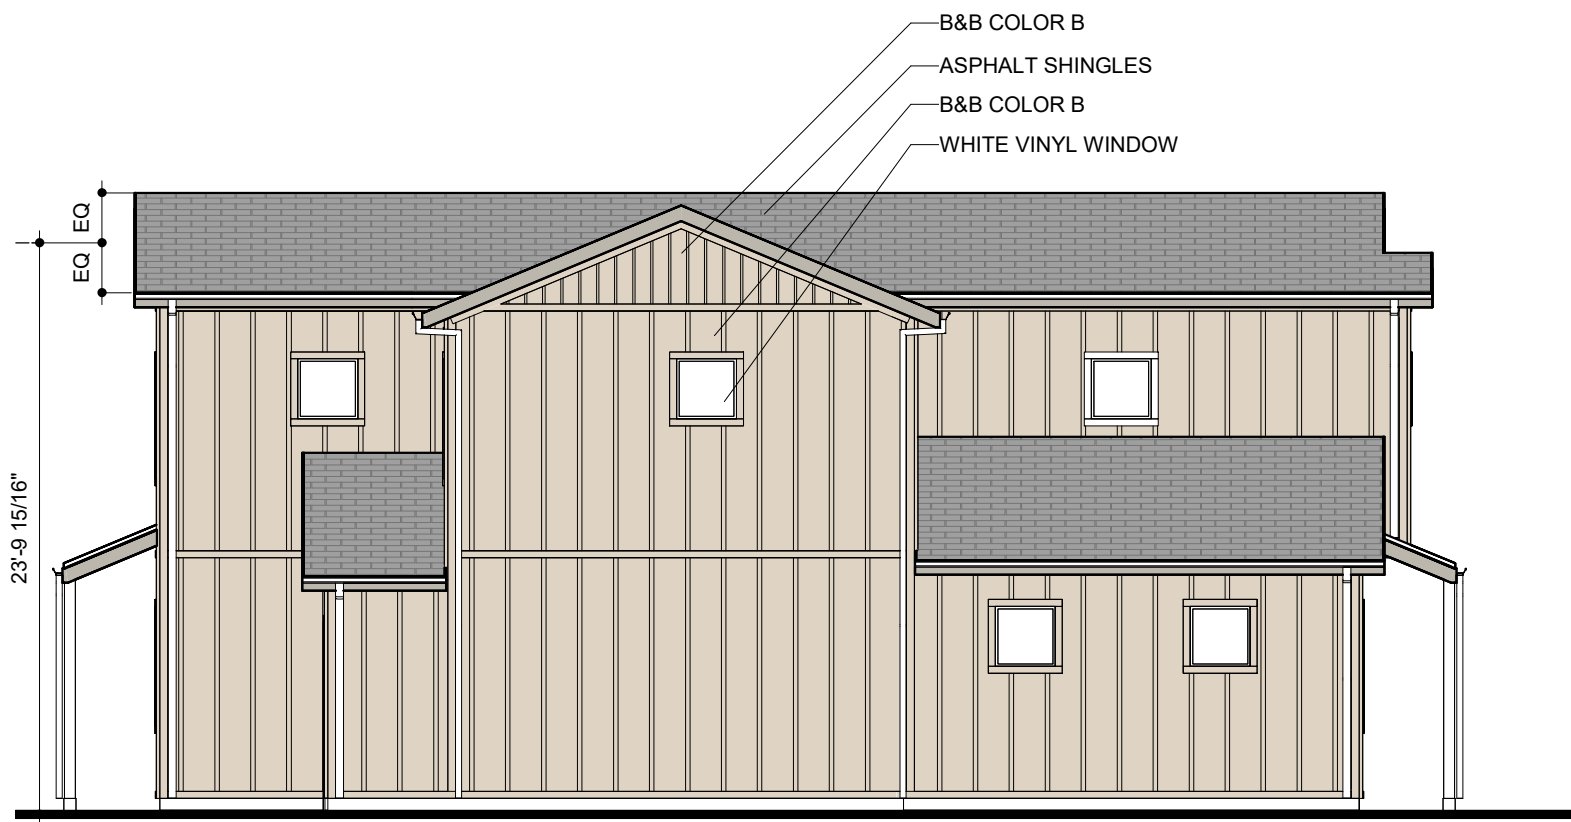 B&B COLOR B
ASPHALT SHINGLES
B&B COLOR B
WHITE VINYL WINDOW
EQ
EQ
23'-9 15/16"